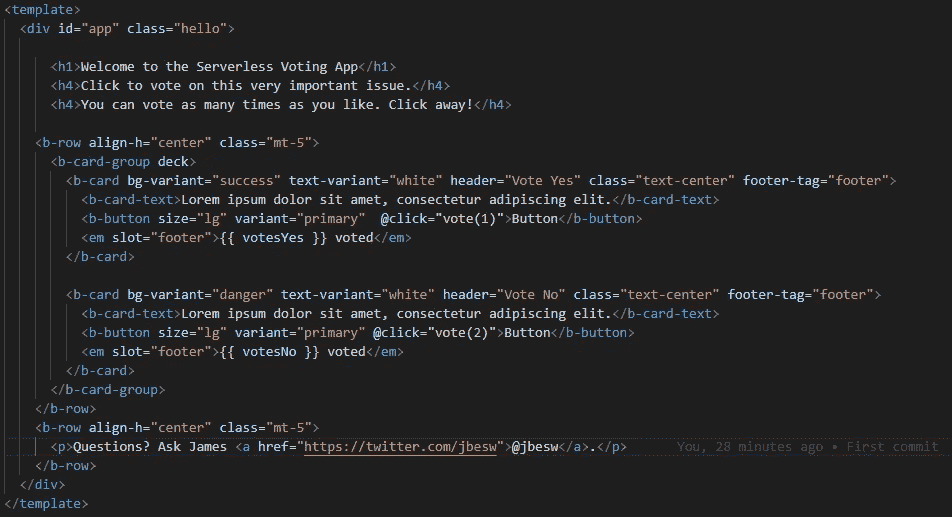 <template>
<div id="app" class="hello">
<h1>Welcome to the Serverless Voting App</h1>
<h4>Click to vote on this very important issue.</h4>
<h4>You can vote as many times as you like. Click away!</h4>
<b-row align-h="center" class="mt-5">
<b-card-group deck>
<b-card bg-variant="success" text-variant="white" header="Vote Yes" class="text-center" footer-tag="footer">
<b-card-text>Lorem ipsum dolor sit amet, consectetur adipiscing elit.</b-card-text>
<b-button size="lg" variant="primary"  @click="vote(1)">Button</b-button>
<em slot="footer">{{ votesYes }} voted</em>
</b-card>
<b-card bg-variant="danger" text-variant="white" header="Vote No" class="text-center" footer-tag="footer">
<b-card-text>Lorem ipsum dolor sit amet, consectetur adipiscing elit.</b-card-text>
<b-button size="lg" variant="primary" @click="vote(2)">Button</b-button>
<em slot="footer">{{ votesNo }} voted</em>
</b-card>
</b-card-group>
</b-row>
<b-row align-h="center" class="mt-5">
<p>Questions? Ask James <a href="https://twitter.com/jbesw">@jbesw</a>.</p> You, 28 minutes ago • First commit
</b-row>
</div>
</template>